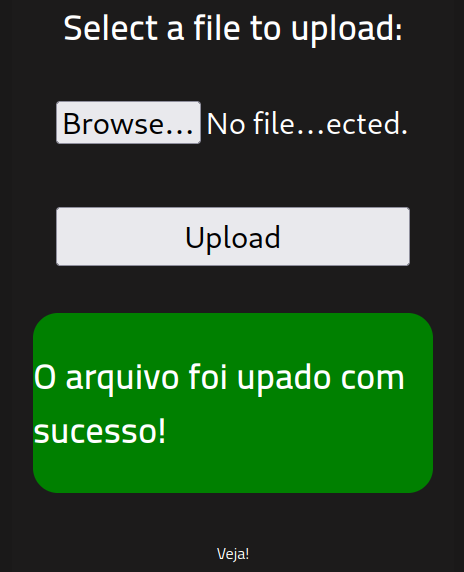 Select a file to upload:
Browse... No file...ected.
Upload
O arquivo foi upado com
sucesso!
Veja!